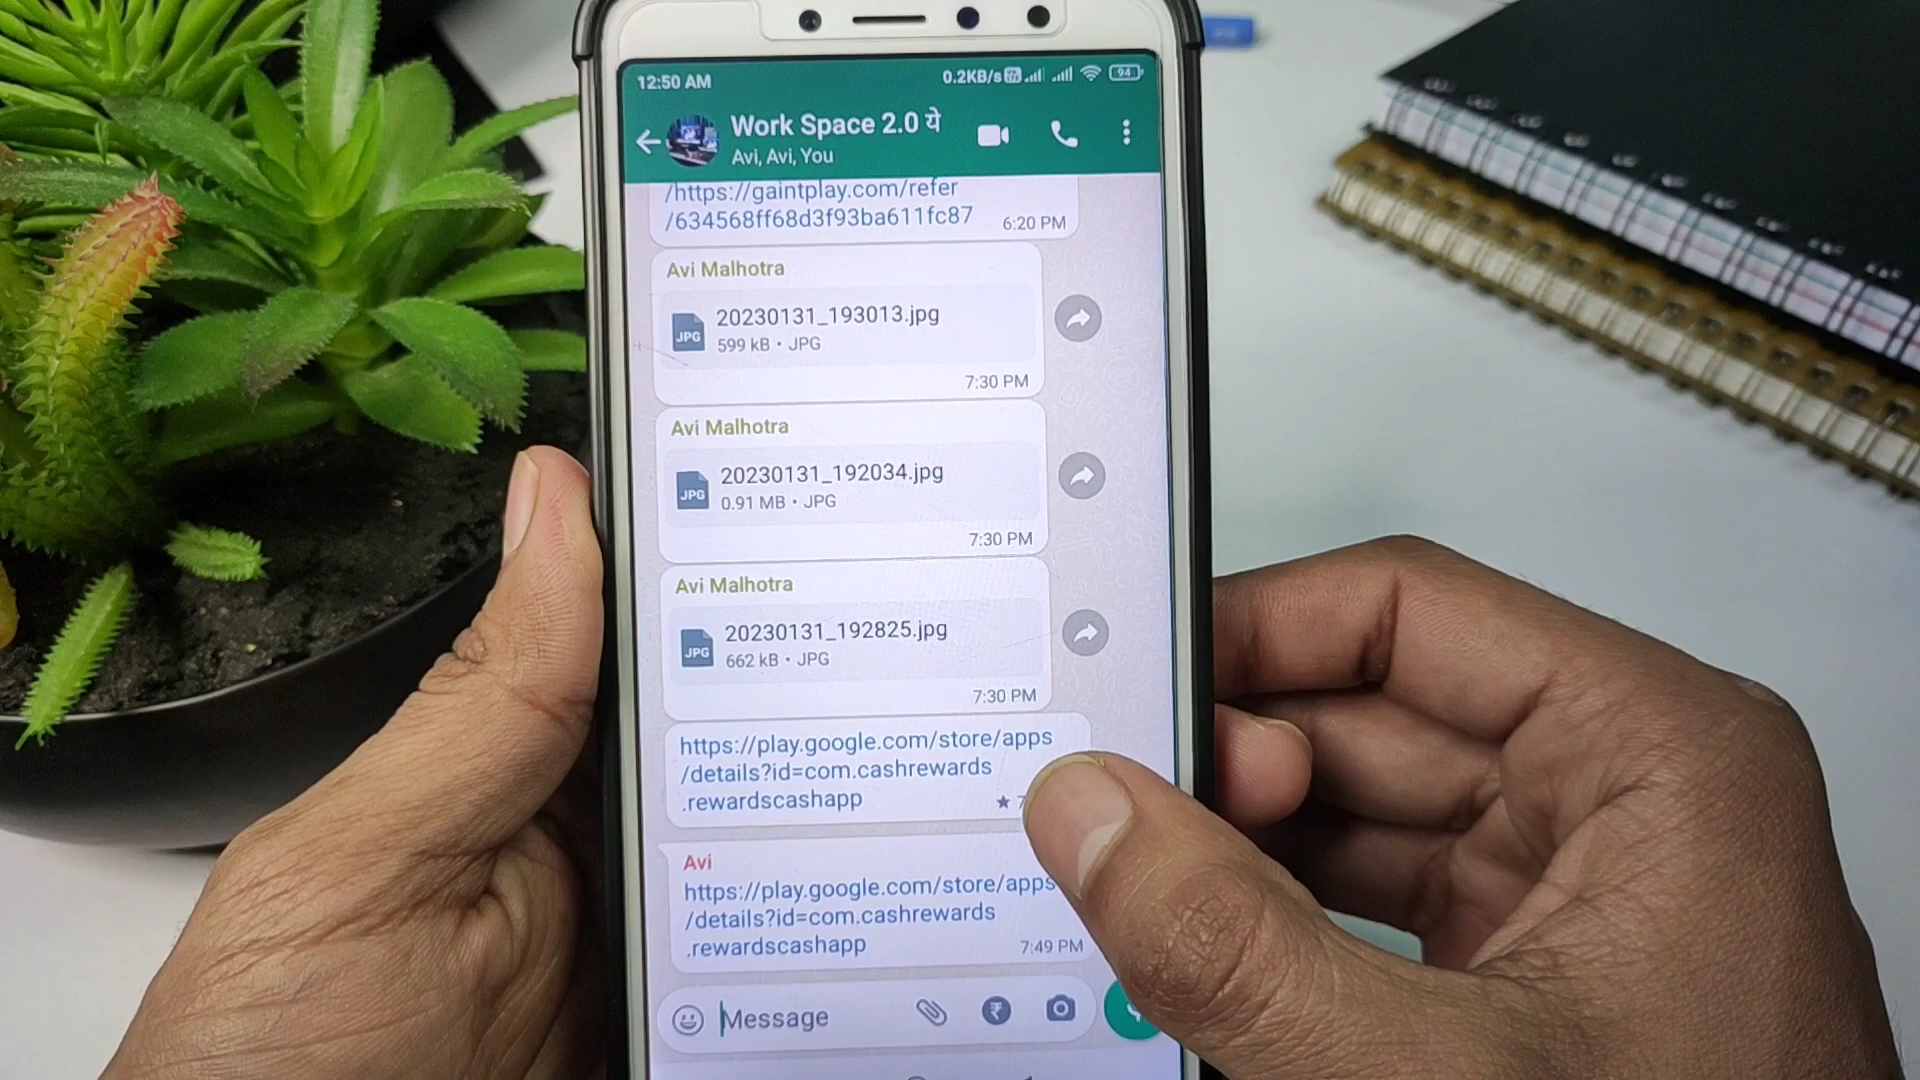 12:50 AM
0.2KB/s
94
Work Space 2.0 ये
Avi, Avi, You
/https://gaintplay.com/refer
/634568ff68d3f93ba611fc87
6:20 PM
Avi Malhotra
JPG
20230131_193013.jpg
599 kB • JPG
7:30 PM
Avi Malhotra
JPG
20230131_192034.jpg
0.91 MB • JPG
7:30 PM
Avi Malhotra
JPG
20230131_192825.jpg
662 kB • JPG
7:30 PM
https://play.google.com/store/apps
/details?id=com.cashrewards
.rewardscashapp
Avi
https://play.google.com/store/apps
/details?id=com.cashrewards
.rewardscashapp
7:49 PM
Message
₹